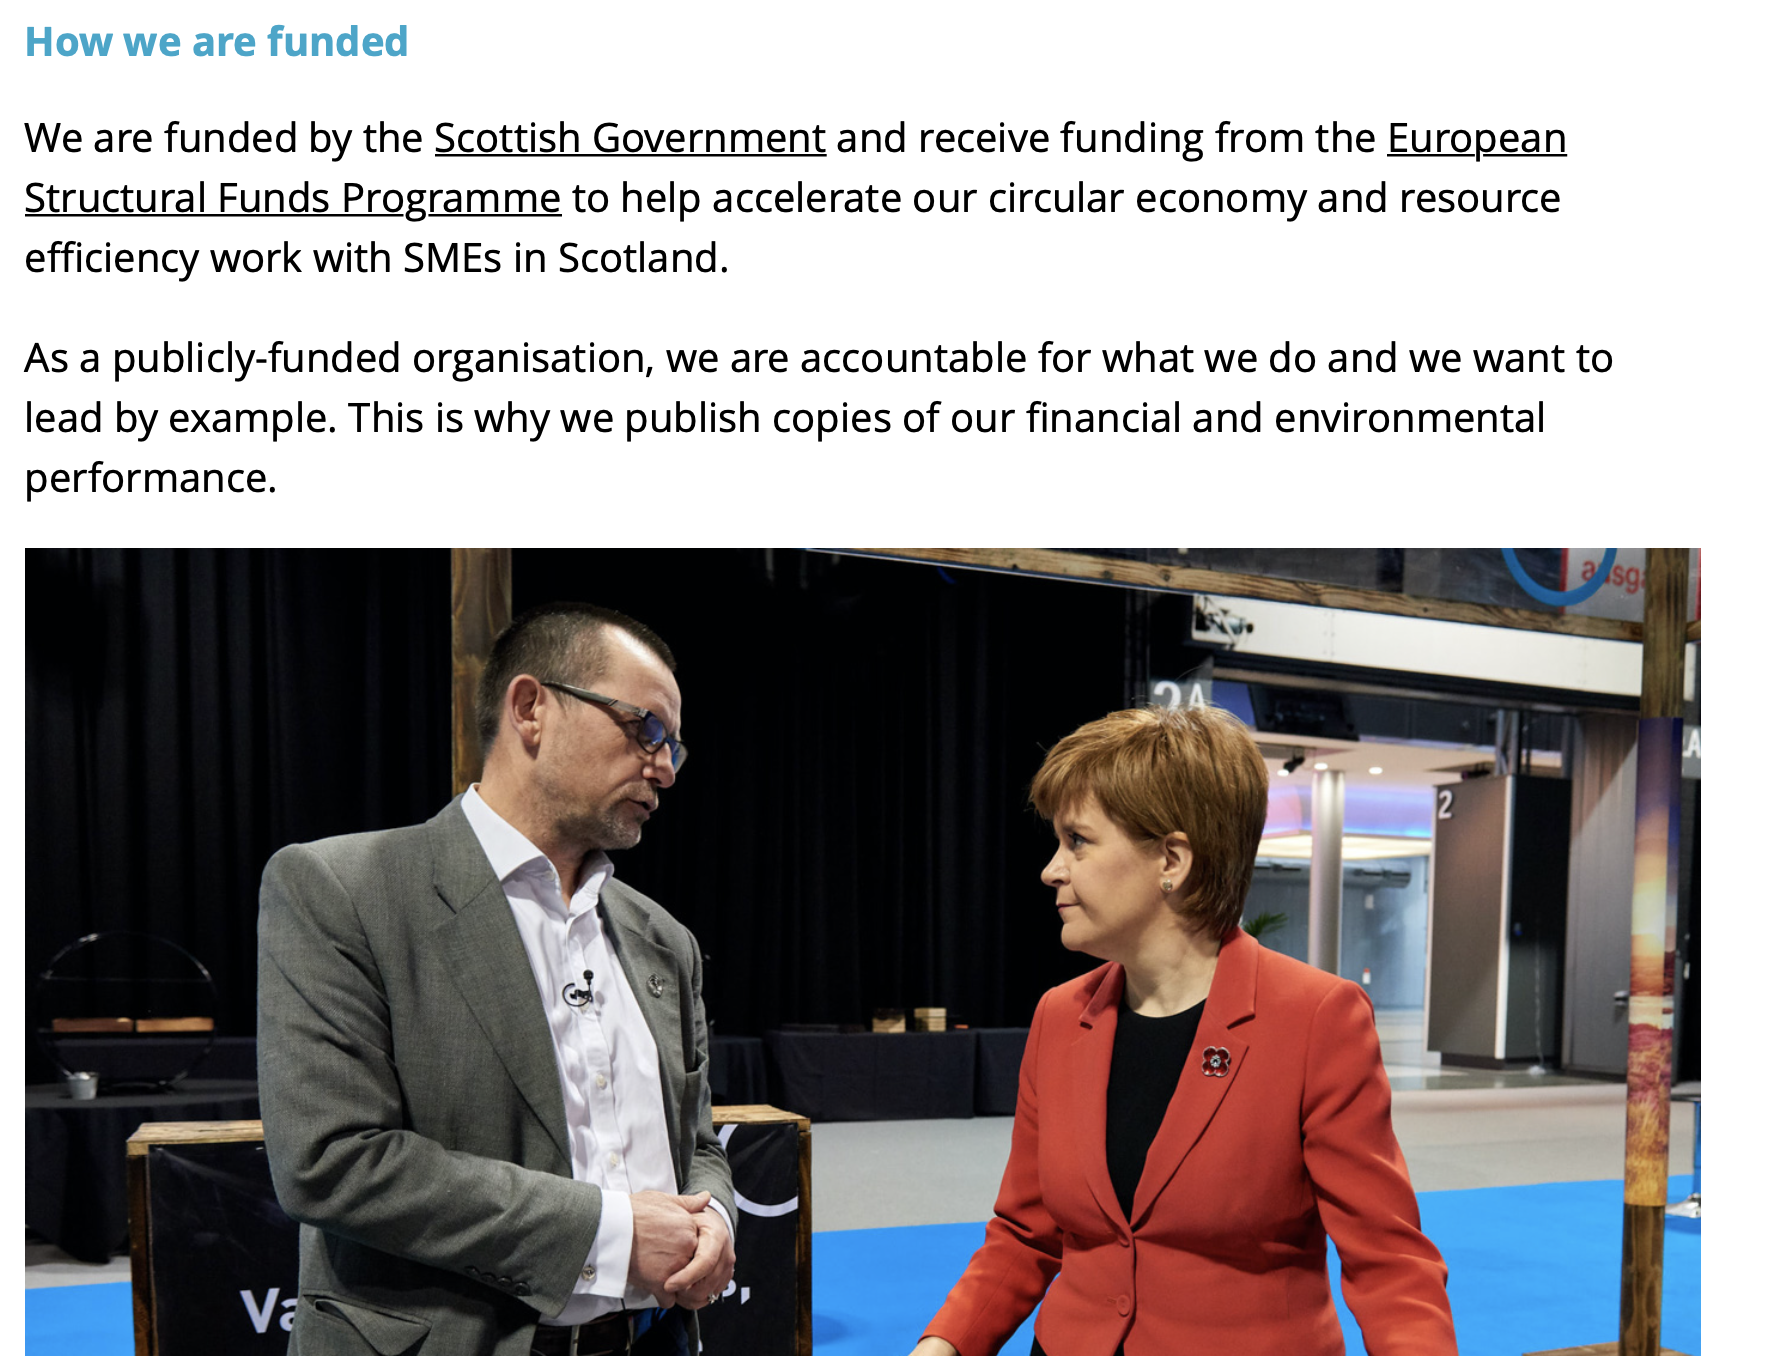 How we are funded
We are funded by the Scottish Government and receive funding from the European
Structural Funds Programme to help accelerate our circular economy and resource
efficiency work with SMEs in Scotland.
As a publicly-funded organisation, we are accountable for what we do and we want to
lead by example. This is why we publish copies of our financial and environmental
performance.
2A
2
Va